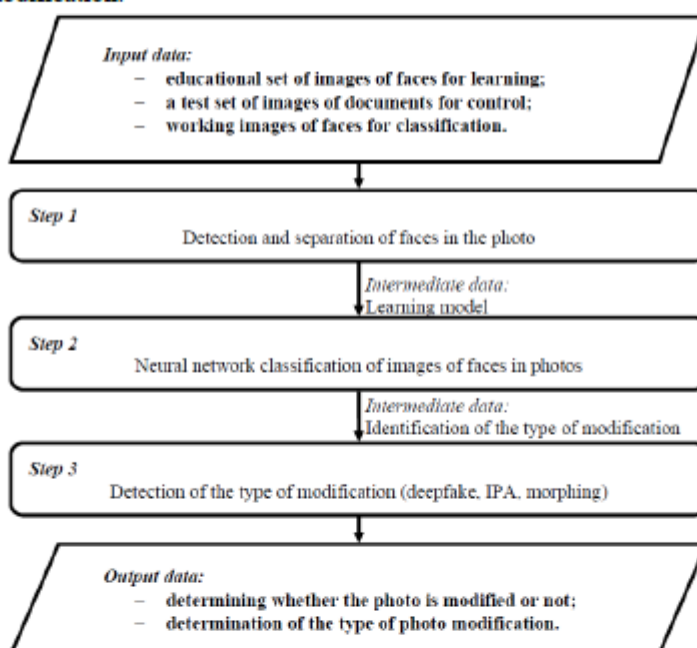 Input data:
– educational set of images of faces for learning;
– a test set of images of documents for control;
– working images of faces for classification.
Step 1
Detection and separation of faces in the photo
Intermediate data:
Learning model
Step 2
Neural network classification of images of faces in photos
Intermediate data:
Identification of the type of modification
Step 3
Detection of the type of modification (deepfake, IPA, morphing)
Output data:
– determining whether the photo is modified or not;
– determination of the type of photo modification.